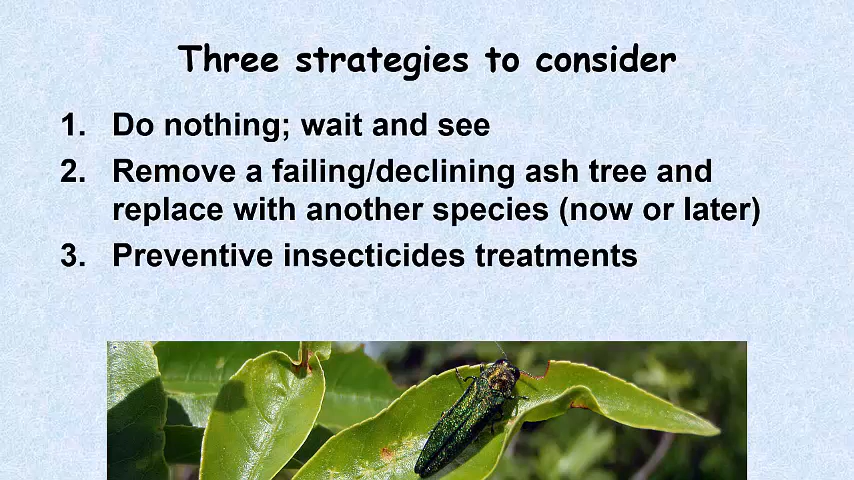 Three strategies to consider
1. Do nothing; wait and see
2. Remove a failing/declining ash tree and
replace with another species (now or later)
3. Preventive insecticides treatments